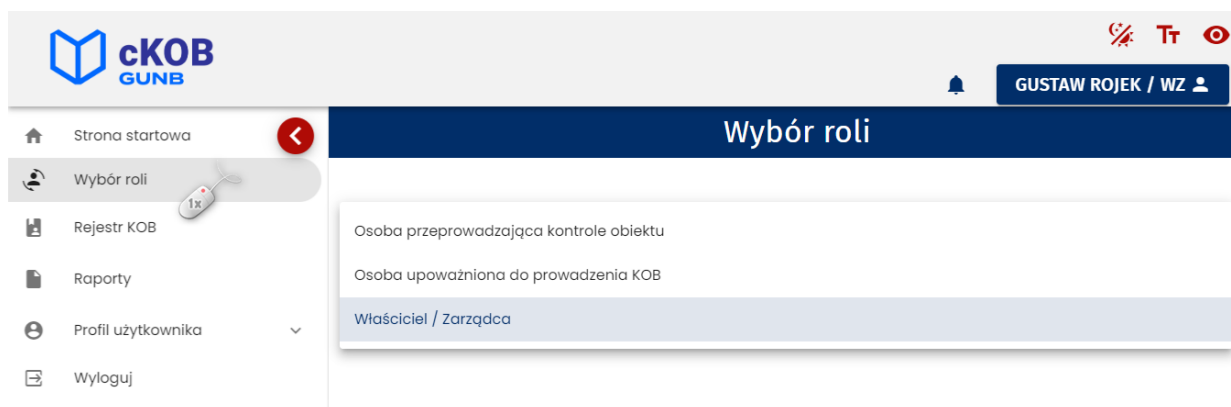 cKOB
GUNB
Tт
GUSTAW ROJEK / WZ
Strona startowa
Wybór roli
Wybór roli
1x
Rejestr KOB
Raporty
Profil użytkownika
Wyloguj
Osoba przeprowadzająca kontrole obiektu
Osoba upoważniona do prowadzenia KOB
Właściciel / Zarządca